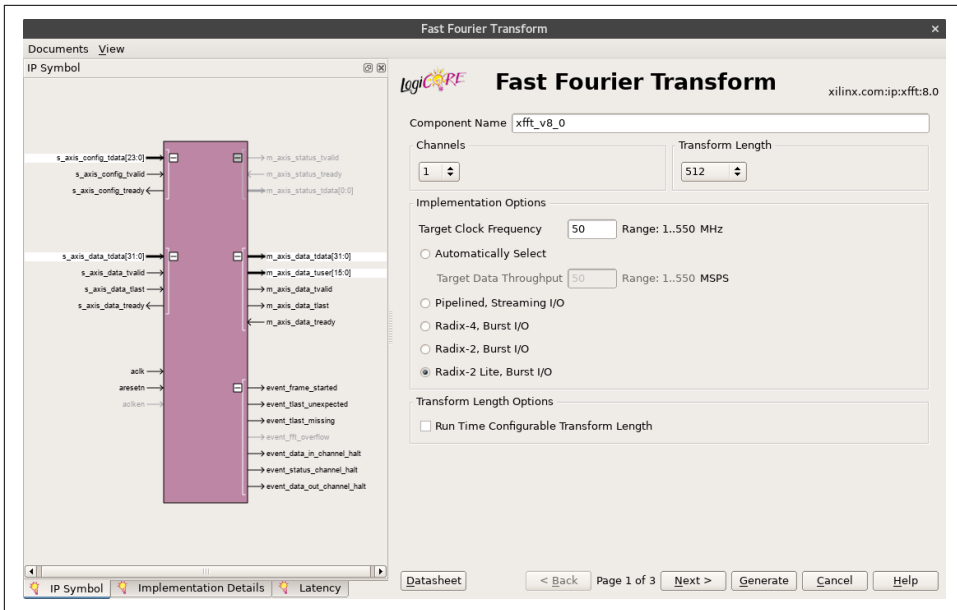 Fast Fourier Transform
×
Documents View
IP Symbol
s_axis_config_tdata[23:0]
s_axis_config_tvalid
s_axis_config_tready
s_axis_data_tdata[31:0]
s_axis_data_tvalid
s_axis_data_tlast
s_axis_data_tready
aclk
aresetn
aclken
m_axis_status_tvalid
m_axis_status_tready
m_axis_status_tdata[0:0]
m_axis_data_tdata[31:0]
m_axis_data_tuser[15:0]
m_axis_data_tvalid
m_axis_data_tlast
m_axis_data_tready
event_frame_started
event_tlast_unexpected
event_tlast_missing
event_fft_overflow
event_data_in_channel_halt
event_status_channel_halt
event_data_out_channel_halt
IP Symbol Implementation Details Latency
LogiCORE Fast Fourier Transform xilinx.com:ip:xfft:8.0
Component Name xfft_v8_0
Channels Transform Length
1 512
Implementation Options
Target Clock Frequency 50 Range: 1..550 MHz
Automatically Select
Target Data Throughput 50 Range: 1..550 MSPS
Pipelined, Streaming I/O
Radix-4, Burst I/O
Radix-2, Burst I/O
Radix-2 Lite, Burst I/O
Transform Length Options
Run Time Configurable Transform Length
Datasheet < Back Page 1 of 3 Next > Generate Cancel Help